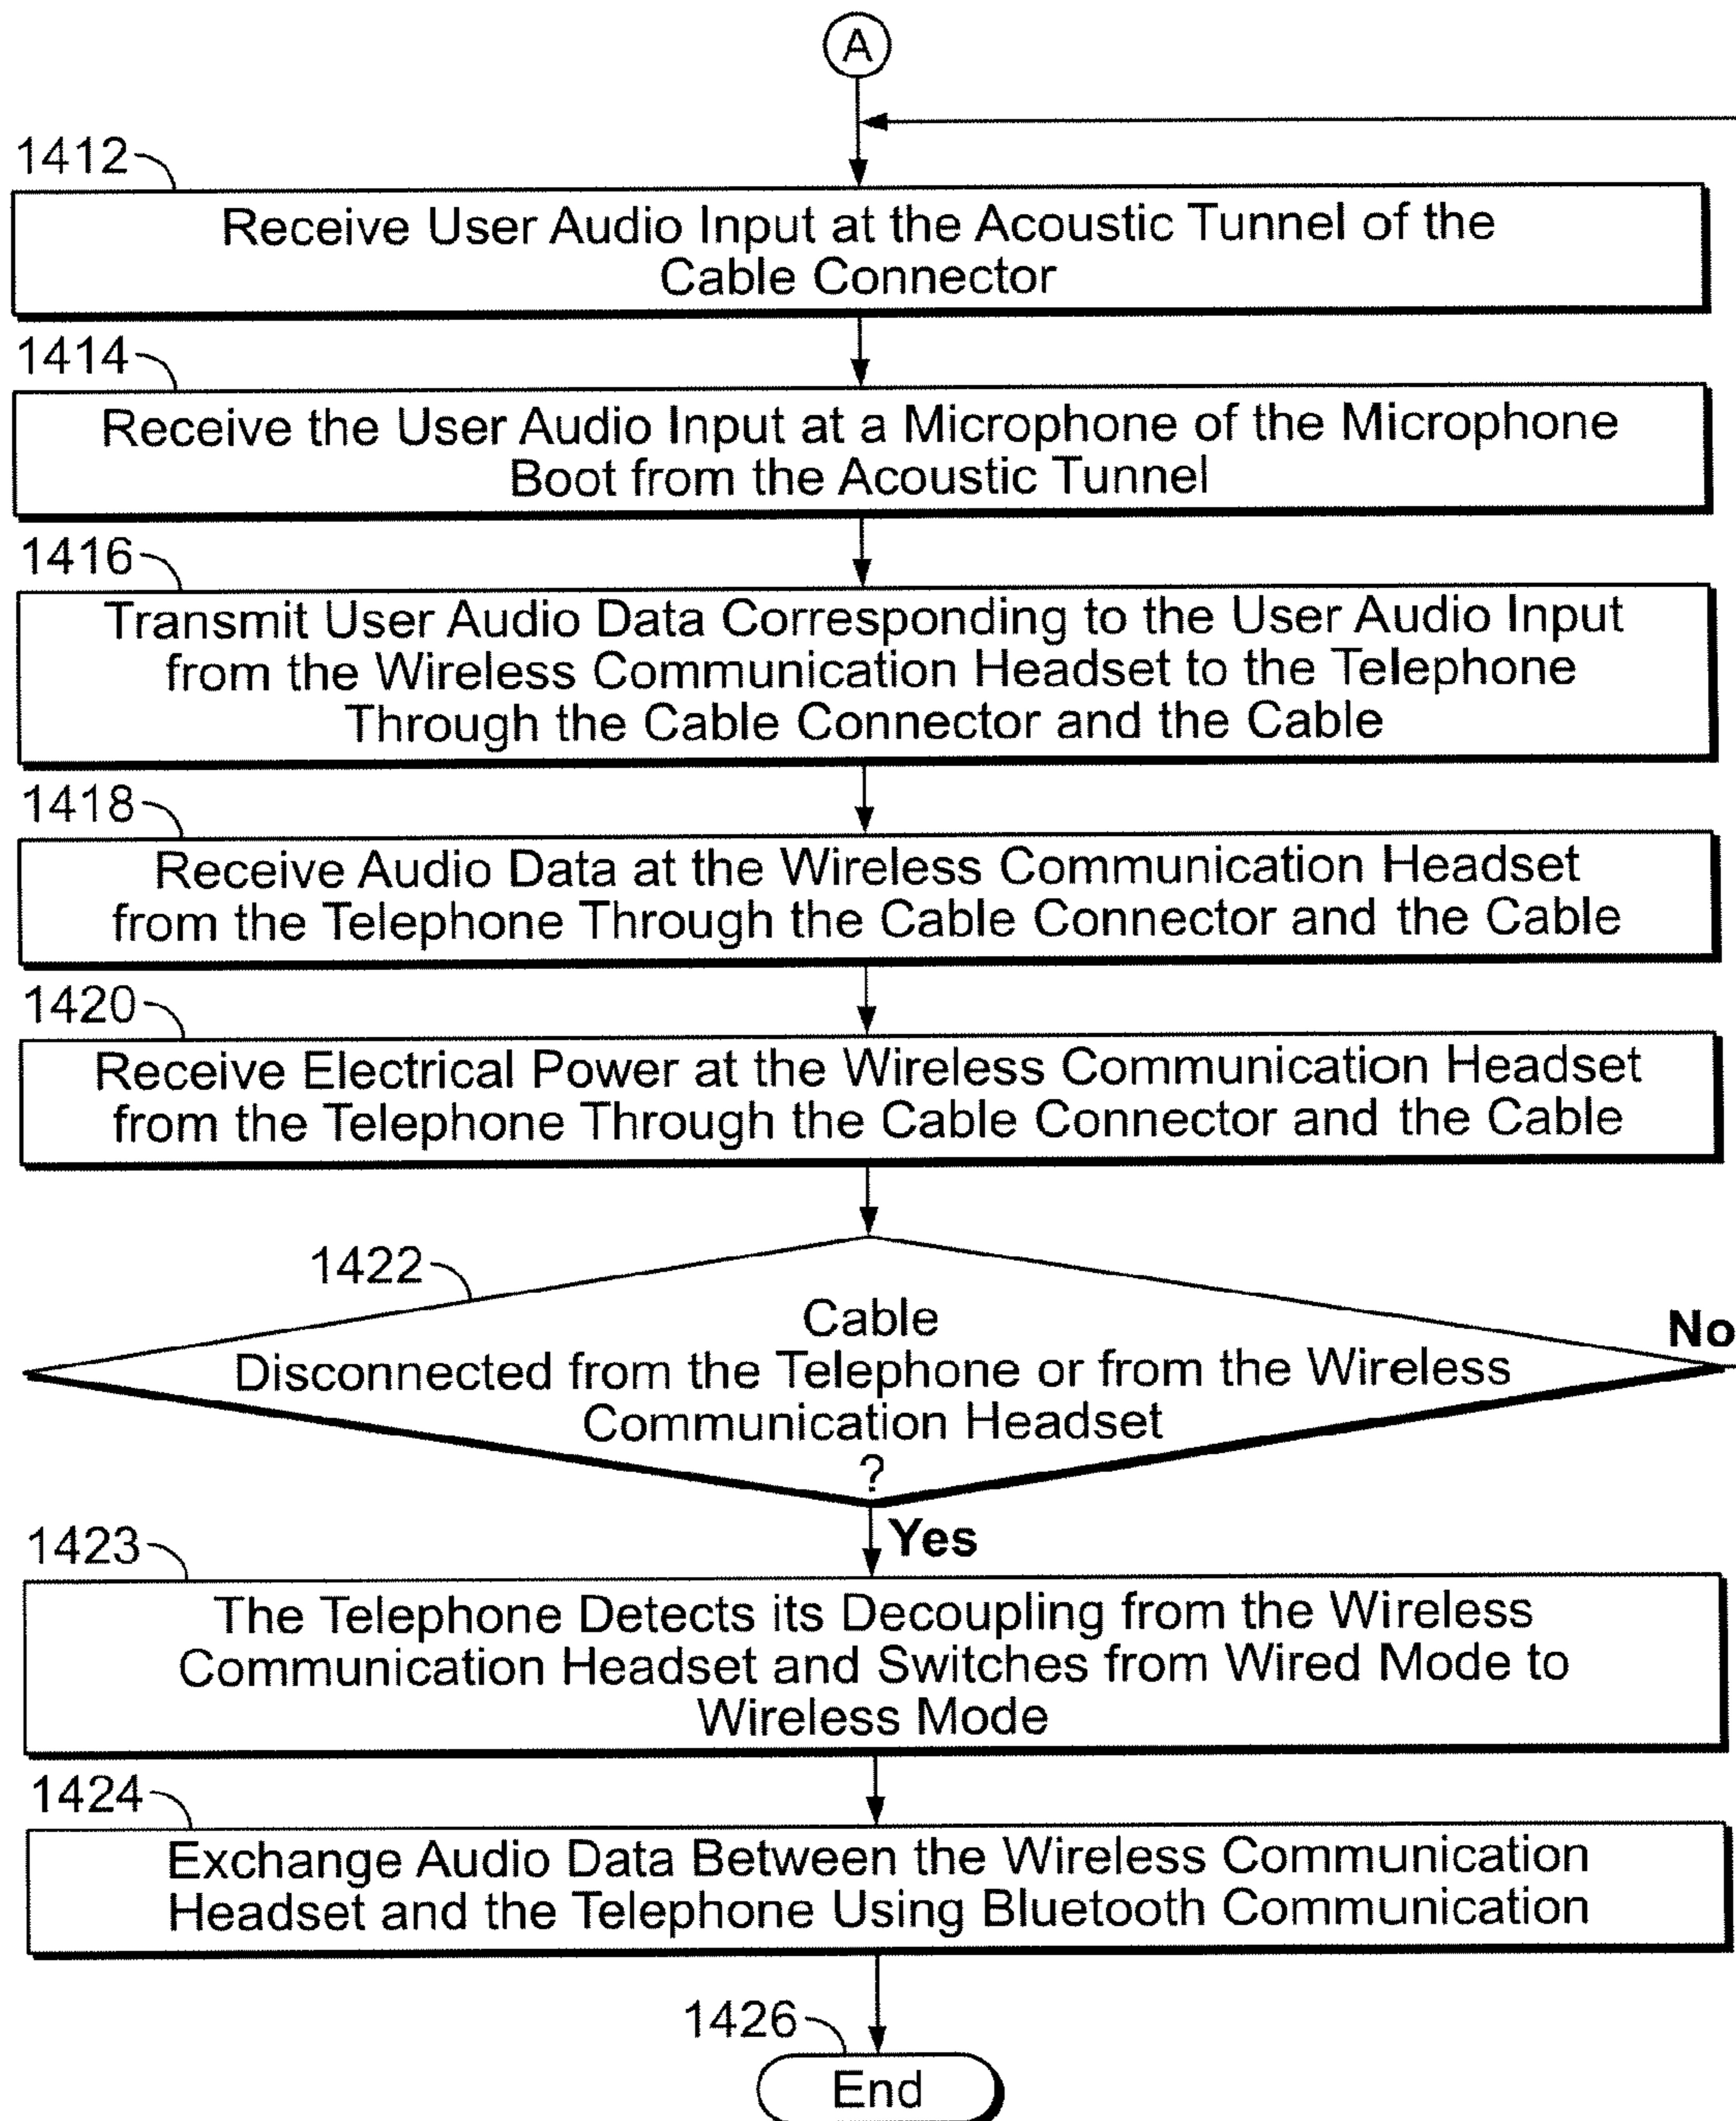 A
1412
Receive User Audio Input at the Acoustic Tunnel of the
Cable Connector
1414
Receive the User Audio Input at a Microphone of the Microphone
Boot from the Acoustic Tunnel
1416
Transmit User Audio Data Corresponding to the User Audio Input
from the Wireless Communication Headset to the Telephone
Through the Cable Connector and the Cable
1418
Receive Audio Data at the Wireless Communication Headset
from the Telephone Through the Cable Connector and the Cable
1420
Receive Electrical Power at the Wireless Communication Headset
from the Telephone Through the Cable Connector and the Cable
1422
Cable
Disconnected from the Telephone or from the Wireless
Communication Headset
?
No
Yes
1423
The Telephone Detects its Decoupling from the Wireless
Communication Headset and Switches from Wired Mode to
Wireless Mode
1424
Exchange Audio Data Between the Wireless Communication
Headset and the Telephone Using Bluetooth Communication
1426
End